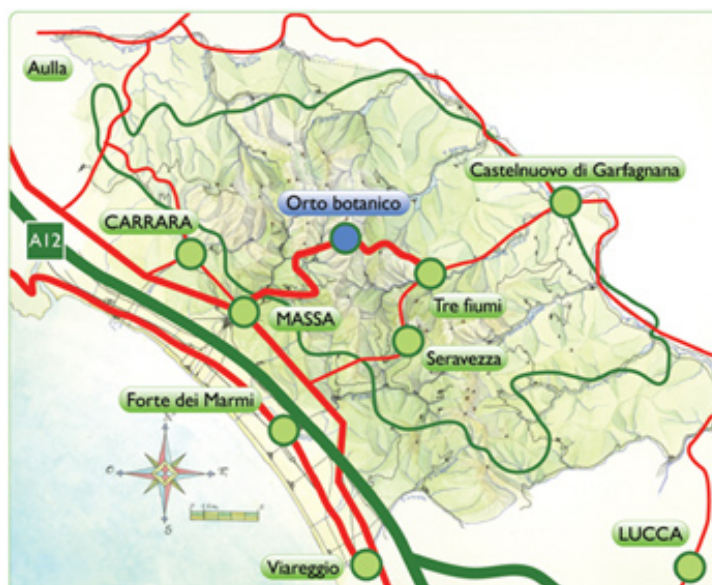 Aulla
Castelnuovo di Garfagnana
Orto botanico
CARRARA
A12
Tre fiumi
MASSA
Seravezza
Forte dei Marmi
N
O
E
S
LUCCA
Viareggio